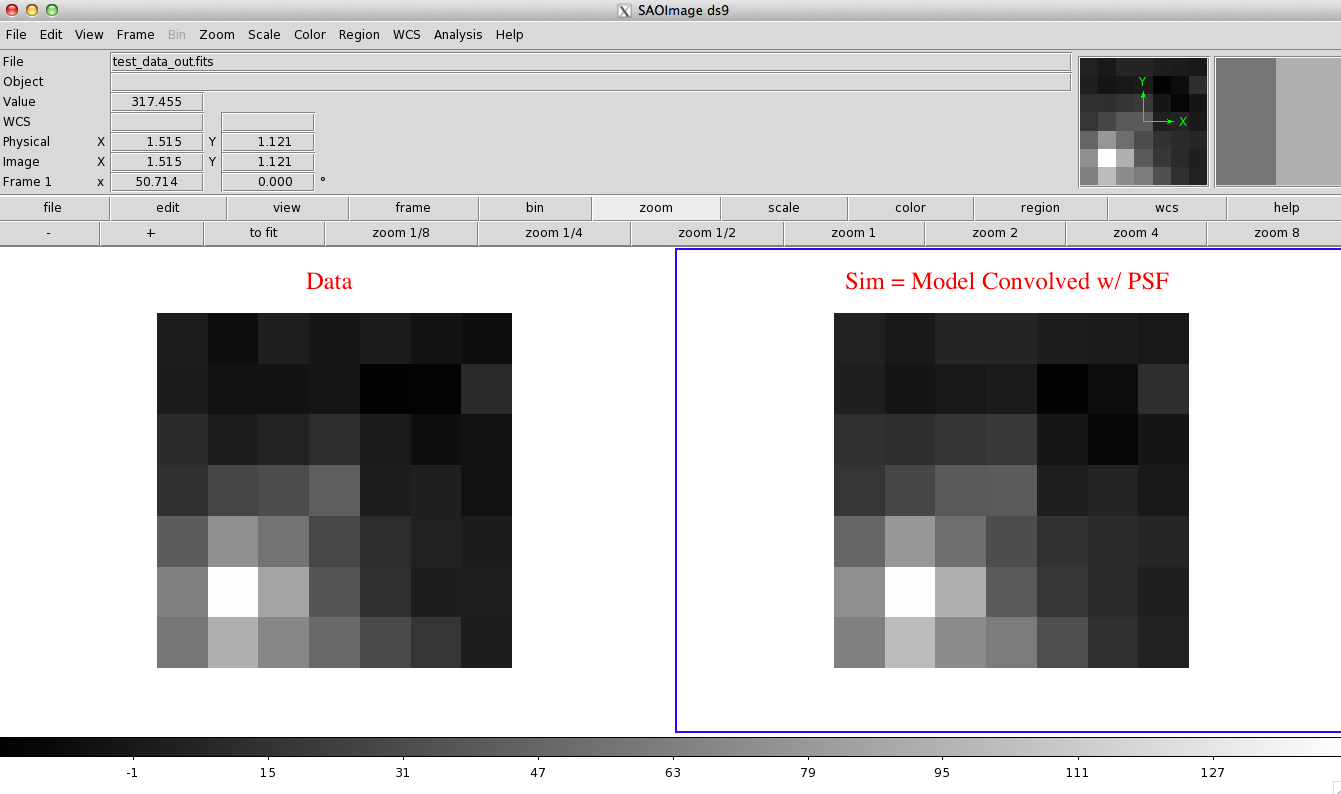 SAOImage ds9
File Edit View Frame Bin Zoom Scale Color Region WCS Analysis Help
File test_data_out.fits
Object
Value 317.455
WCS
Physical X 1.515 Y 1.121
Image X 1.515 Y 1.121
Frame 1 x 50.714 0.000 °
Y
X
file edit view frame bin zoom scale color region wcs help
- + to fit zoom 1/8 zoom 1/4 zoom 1/2 zoom 1 zoom 2 zoom 4 zoom 8
Data
Sim = Model Convolved w/ PSF
-1 15 31 47 63 79 95 111 127